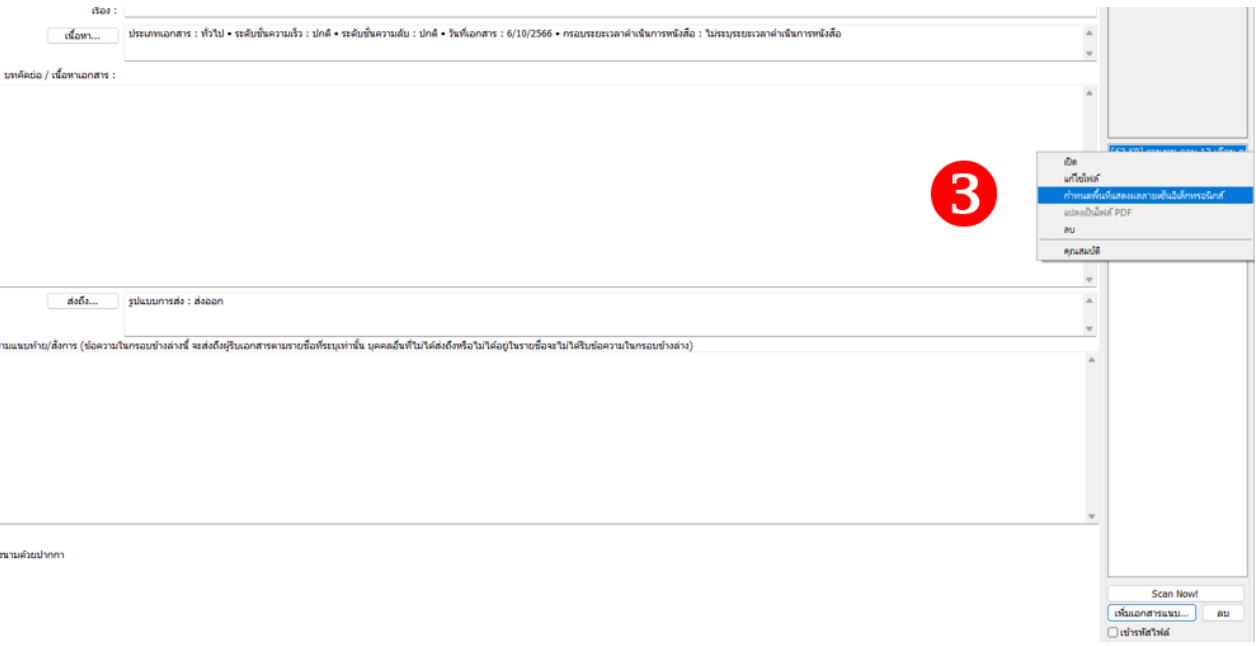 เรื่อง :
เนื้อหา...
ประเภทเอกสาร : ทั่วไป • ระดับชั้นความเร็ว : ปกติ • ระดับชั้นความลับ : ปกติ • วันที่เอกสาร : 6/10/2566 • กรอบระยะเวลาดำเนินการหนังสือ : ไม่ระบุระยะเวลาดำเนินการหนังสือ
บทคัดย่อ / เนื้อหาเอกสาร :
[62 KB] รอบ 12 เดือน
3
เปิด
แก้ไขไฟล์
กำหนดพื้นที่แสดงผลลายเซ็นอิเล็กทรอนิกส์
แปลงเป็นไฟล์ PDF
ลบ
คุณสมบัติ
ส่งถึง...
รูปแบบการส่ง : ส่งออก
ามแนบท้าย/สั่งการ (ข้อความในกรอบข้างล่างนี้ จะส่งถึงผู้รับเอกสารตามรายชื่อที่ระบุเท่านั้น บุคคลอื่นที่ไม่ได้ส่งถึงหรือไม่ได้อยู่ในรายชื่อจะไม่ได้รับข้อความในกรอบข้างล่าง)
งนามด้วยปากกา
Scan Now!
เพิ่มเอกสารแนบ...
ลบ
เข้ารหัสไฟล์